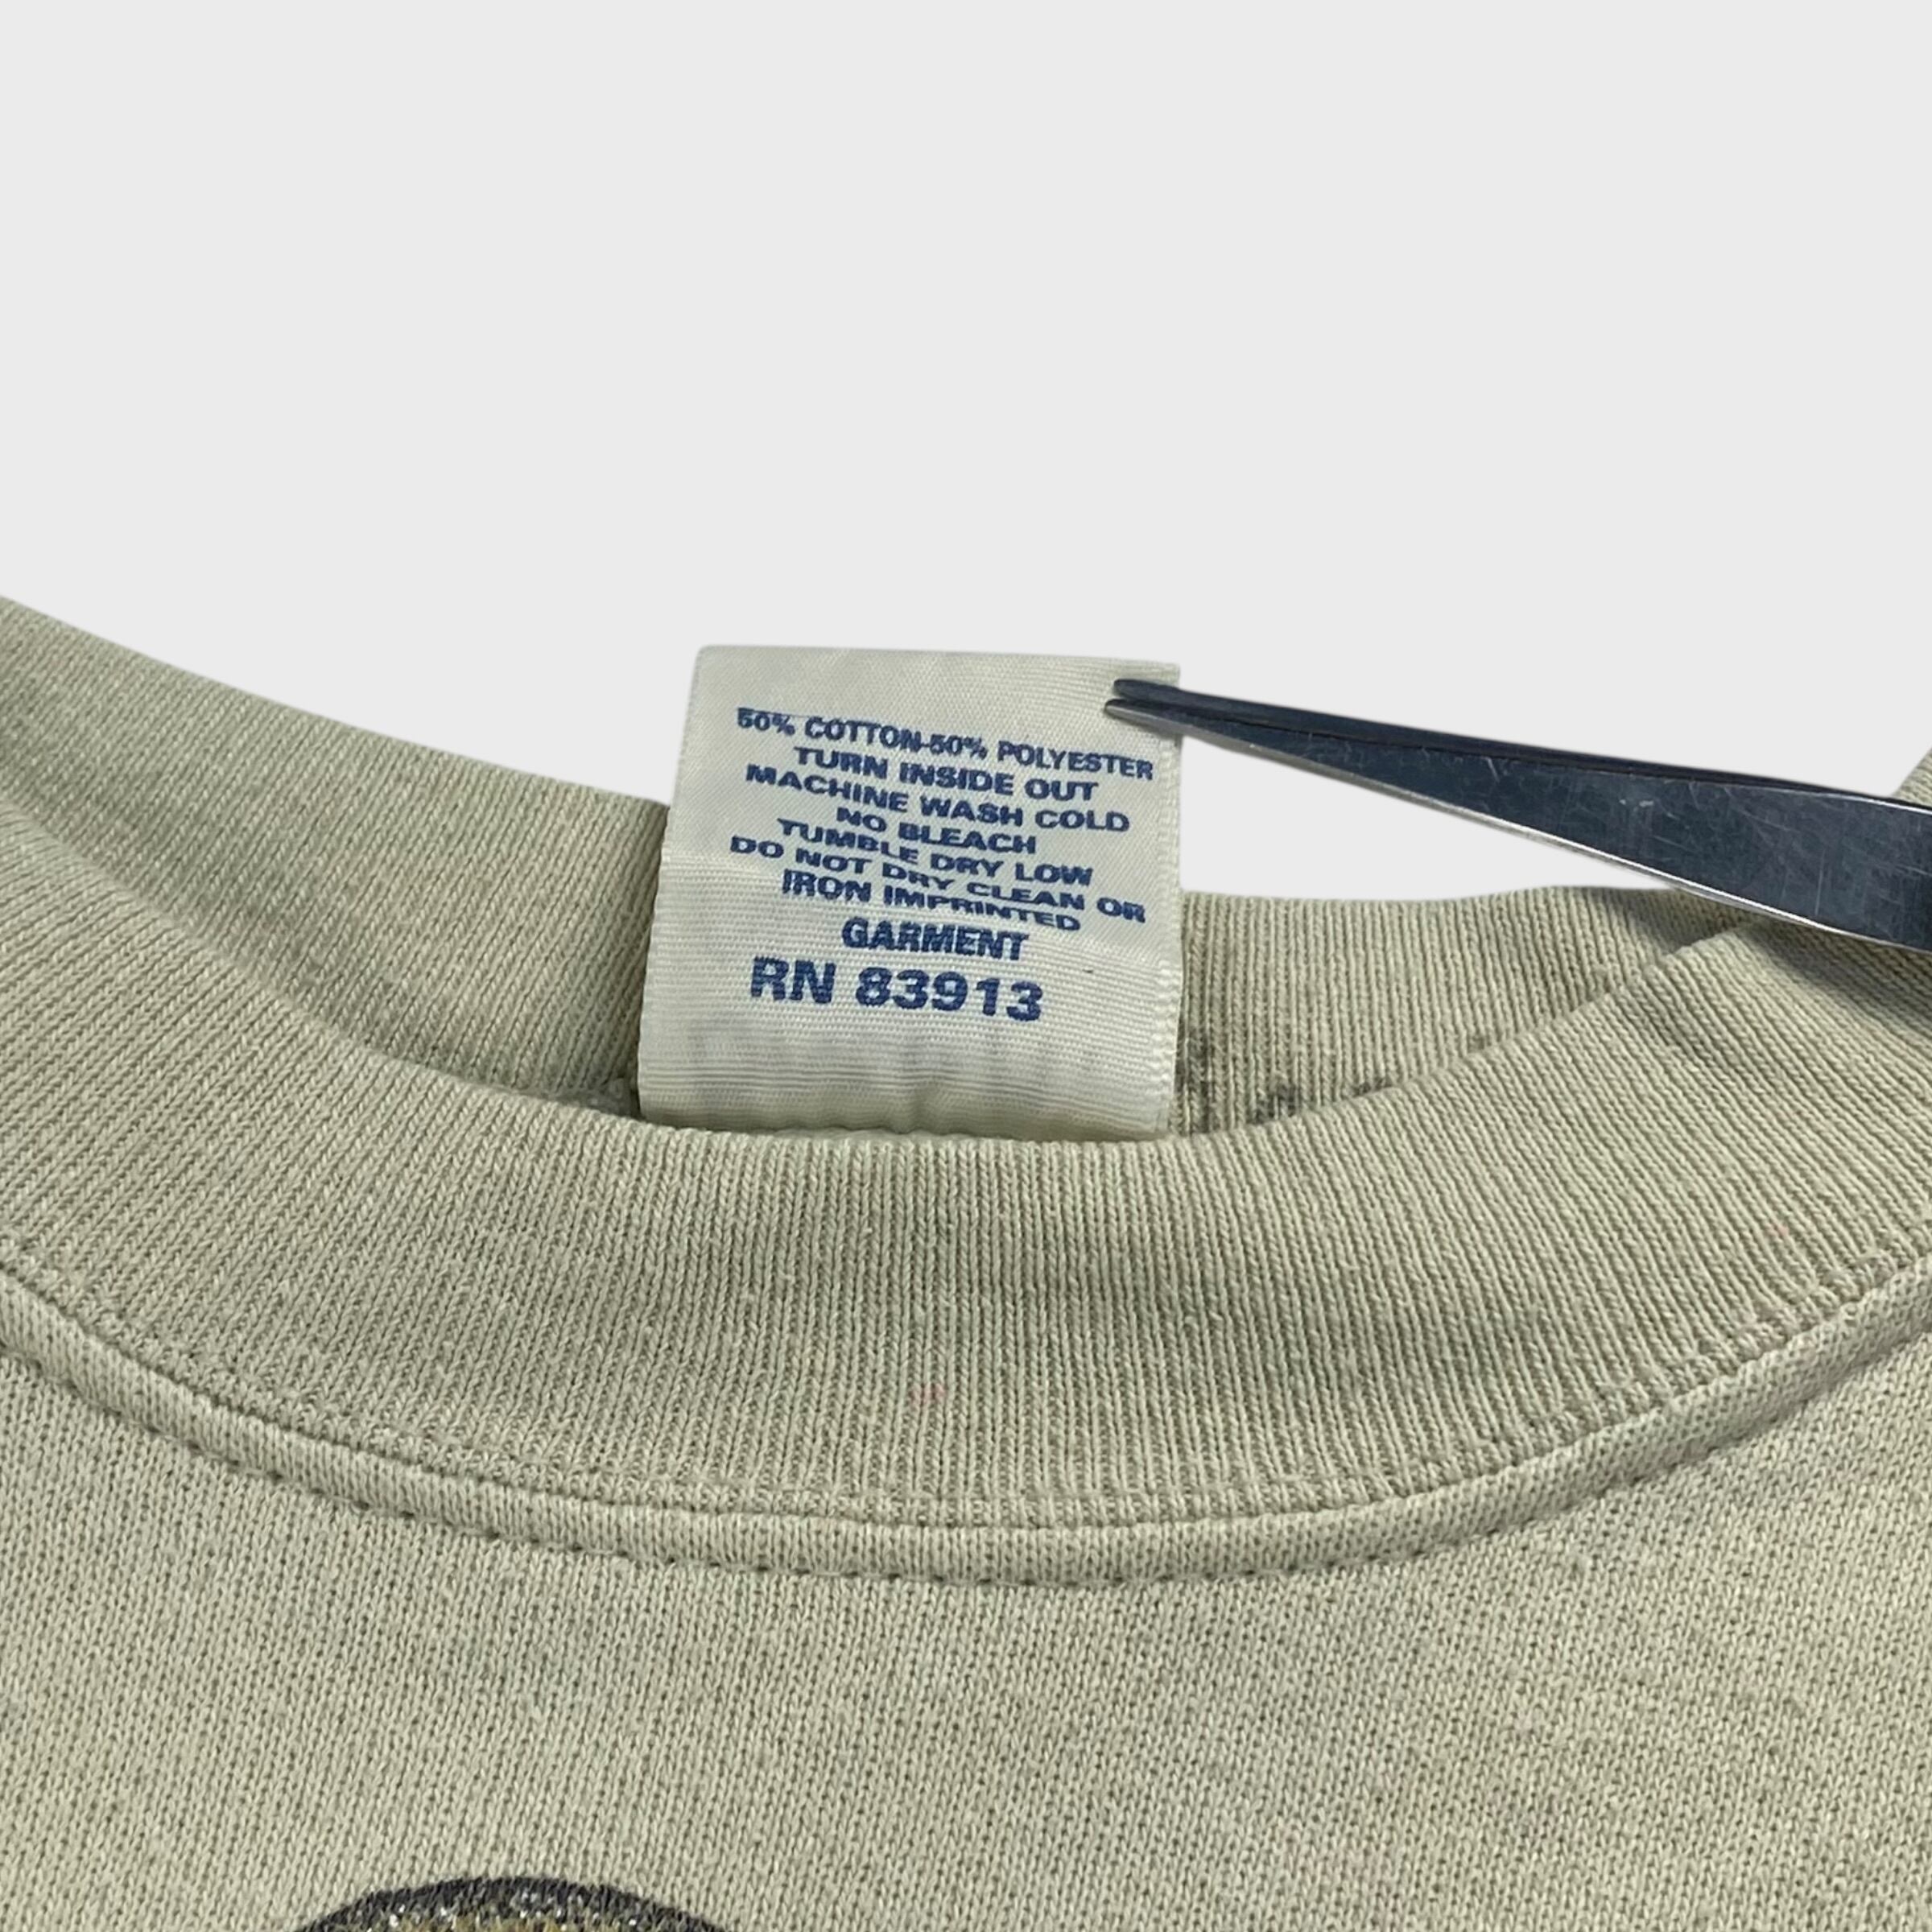 50% COTTON-50% POLYESTER
TURN INSIDE OUT
MACHINE WASH COLD
NO BLEACH
TUMBLE DRY LOW
DO NOT DRY CLEAN OR
IRON IMPRINTED
GARMENT
RN 83913